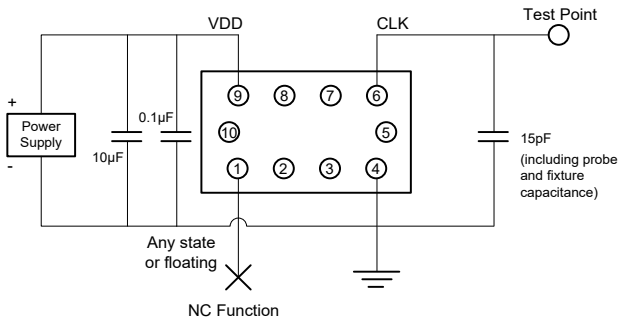 Test Point
VDD
CLK
9
8
7
6
+
Power
Supply
-
10µF
0.1µF
10
5
15pF
(including probe
and fixture
capacitance)
1
2
3
4
Any state
or floating
NC Function